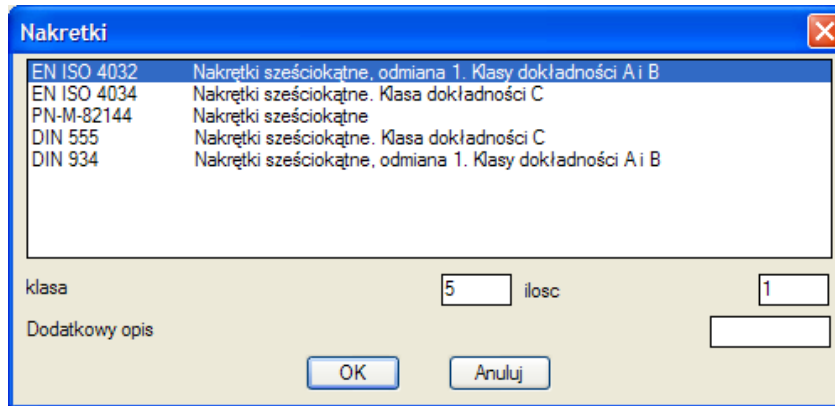 Nakretki
EN ISO 4032 Nakrętki sześciokątne, odmiana 1. Klasy dokładności A i B
EN ISO 4034 Nakrętki sześciokątne. Klasa dokładności C
PN-M-82144 Nakrętki sześciokątne
DIN 555 Nakrętki sześciokątne. Klasa dokładności C
DIN 934 Nakrętki sześciokątne, odmiana 1. Klasy dokładności A i B
klasa 5 ilosc 1
Dodatkowy opis
OK Anuluj